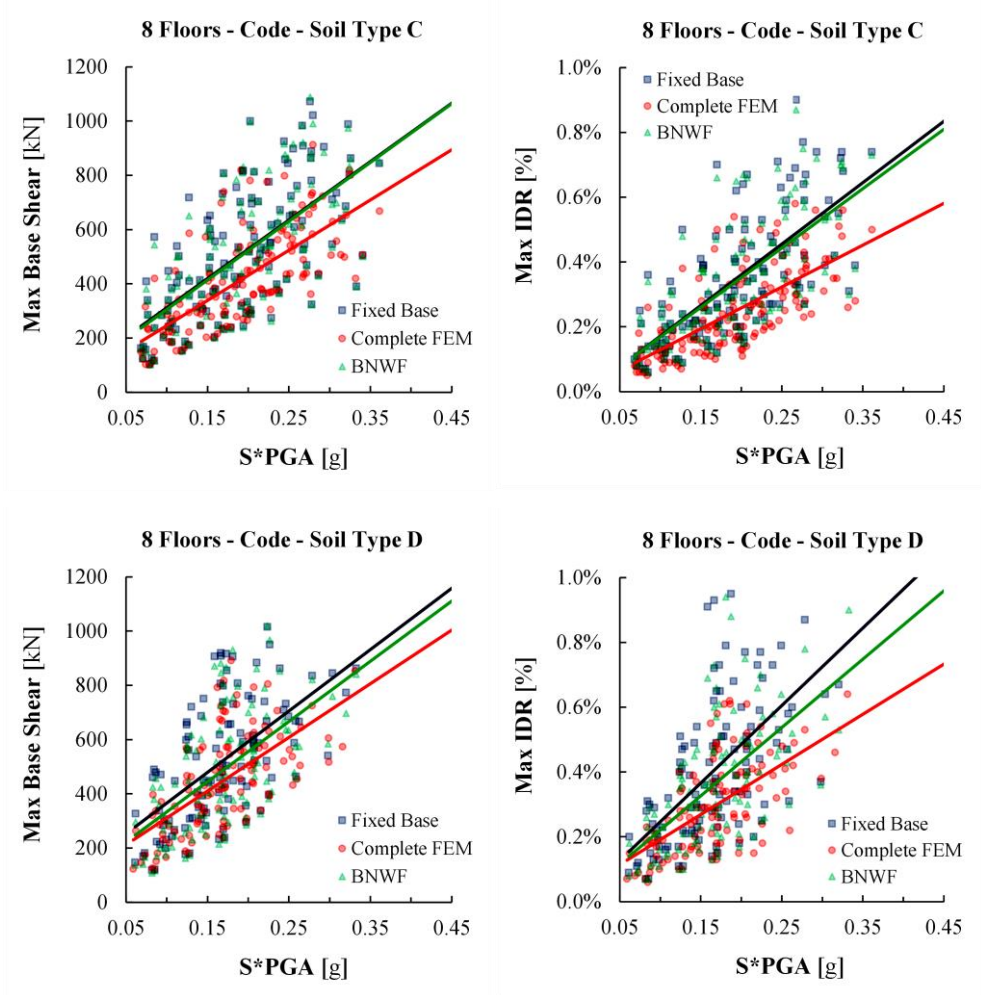 8 Floors - Code - Soil Type C
Max Base Shear [kN]
1200
1000
800
600
400
200
0
0.05 0.15 0.25 0.35 0.45
S*PGA [g]
Fixed Base
Complete FEM
BNWF
8 Floors - Code - Soil Type C
Max IDR [%]
1.0%
0.8%
0.6%
0.4%
0.2%
0.0%
0.05 0.15 0.25 0.35 0.45
S*PGA [g]
Fixed Base
Complete FEM
BNWF
8 Floors - Code - Soil Type D
Max Base Shear [kN]
1200
1000
800
600
400
200
0
0.05 0.15 0.25 0.35 0.45
S*PGA [g]
Fixed Base
Complete FEM
BNWF
8 Floors - Code - Soil Type D
Max IDR [%]
1.0%
0.8%
0.6%
0.4%
0.2%
0.0%
0.05 0.15 0.25 0.35 0.45
S*PGA [g]
Fixed Base
Complete FEM
BNWF